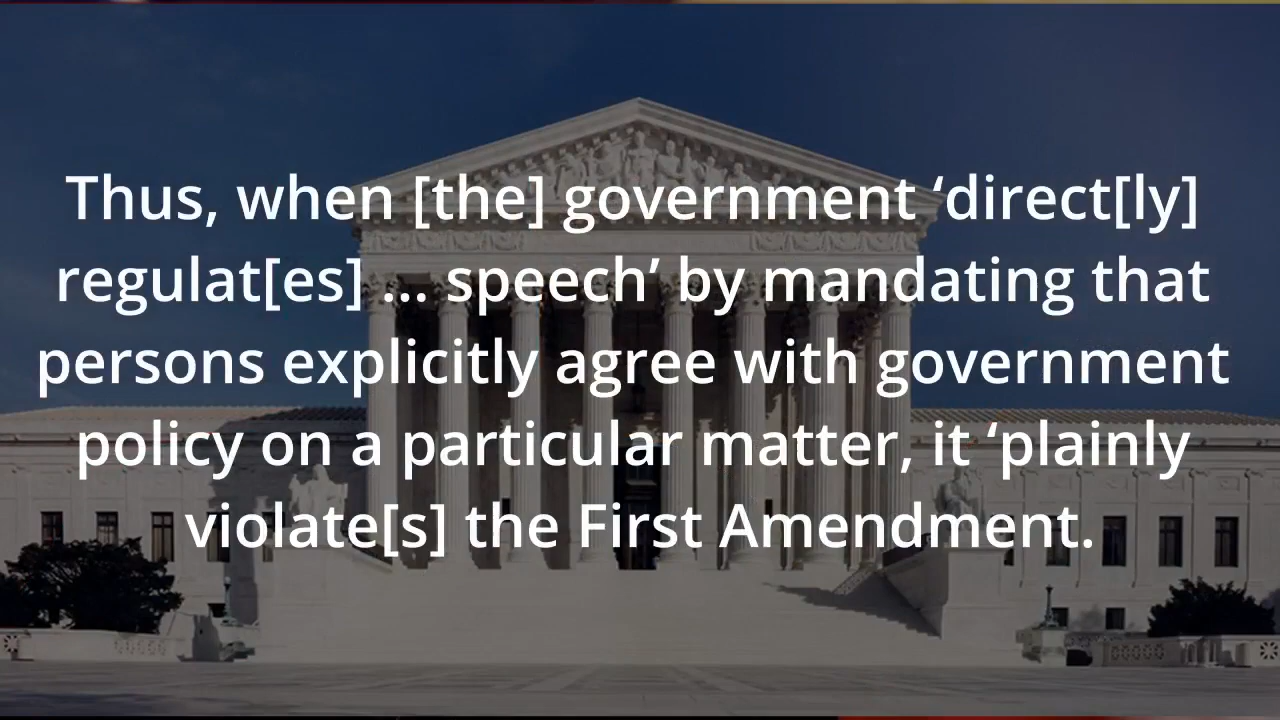 Thus, when [the] government ‘direct[ly]
regulat[es] ... speech’ by mandating that
persons explicitly agree with government
policy on a particular matter, it ‘plainly
violate[s] the First Amendment.